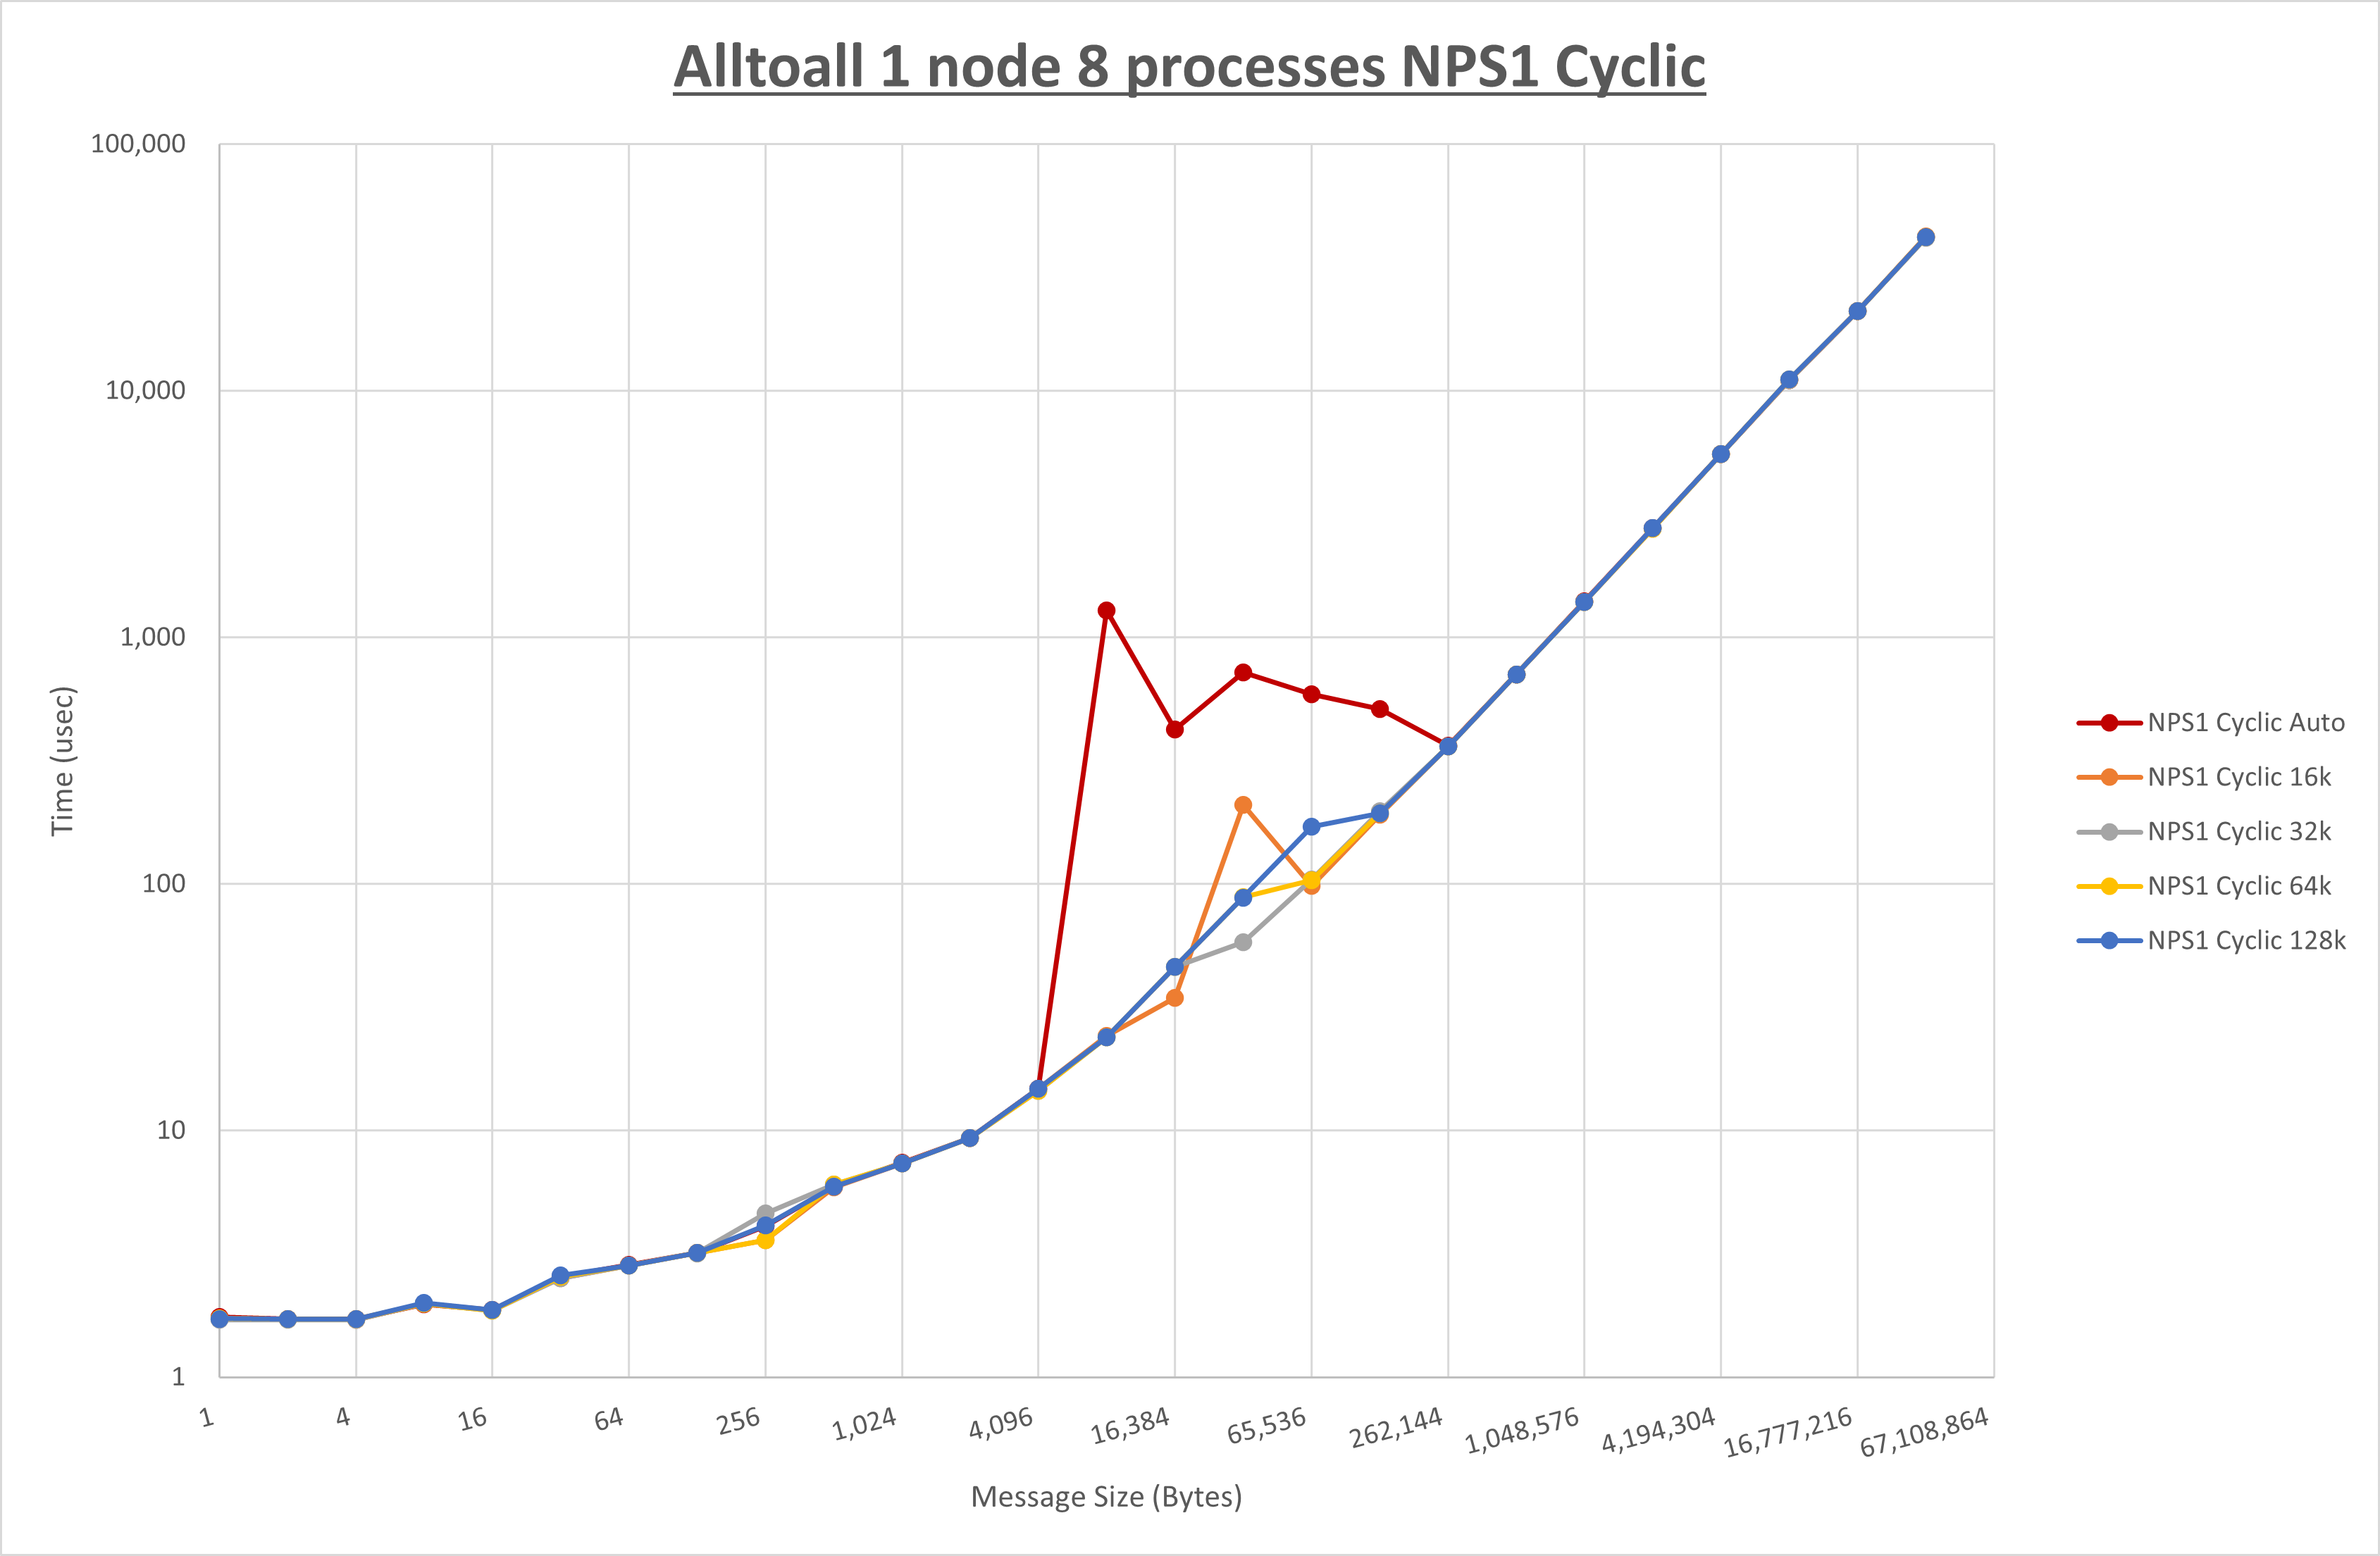 Alltoall 1 node 8 processes NPS1 Cyclic
100,000
10,000
1,000
100
10
1
Time (usec)
1
4
16
64
256
1,024
4,096
16,384
65,536
262,144
1,048,576
4,194,304
16,777,216
67,108,864
Message Size (Bytes)
NPS1 Cyclic Auto
NPS1 Cyclic 16k
NPS1 Cyclic 32k
NPS1 Cyclic 64k
NPS1 Cyclic 128k